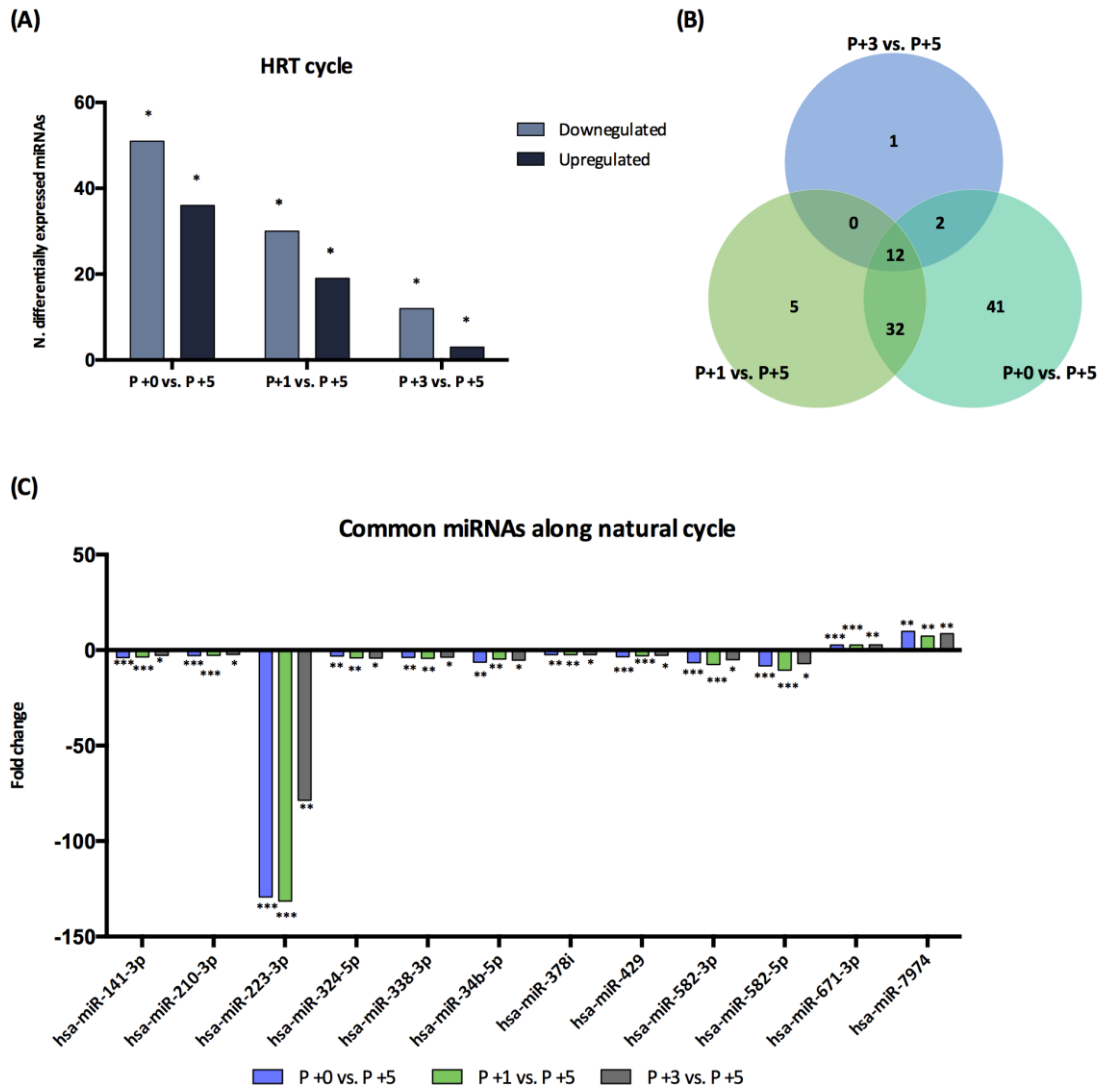 (A)
HRT cycle
N. differentially expressed miRNAs
60
40
20
0
* * * * * *
P +0 vs. P +5 P+1 vs. P +5 P +3 vs. P +5
Downegulated
Upregulated
(B)
P+3 vs. P+5
1
0 2
12
5 41
32
P+1 vs. P+5 P+0 vs. P+5
(C)
Common miRNAs along natural cycle
Fold change
50
0
-50
-100
-150
*** *** * *** *** * *** *** ** ** ** * ** ** * ** ** * ** ** * *** *** * *** *** * *** *** * *** *** ** ** ** **
hsa-miR-141-3p
hsa-miR-210-3p
hsa-miR-223-3p
hsa-miR-324-5p
hsa-miR-338-3p
hsa-miR-34b-5p
hsa-miR-378i
hsa-miR-429
hsa-miR-582-3p
hsa-miR-582-5p
hsa-miR-671-3p
hsa-miR-7974
P +0 vs. P +5 P +1 vs. P +5 P +3 vs. P +5